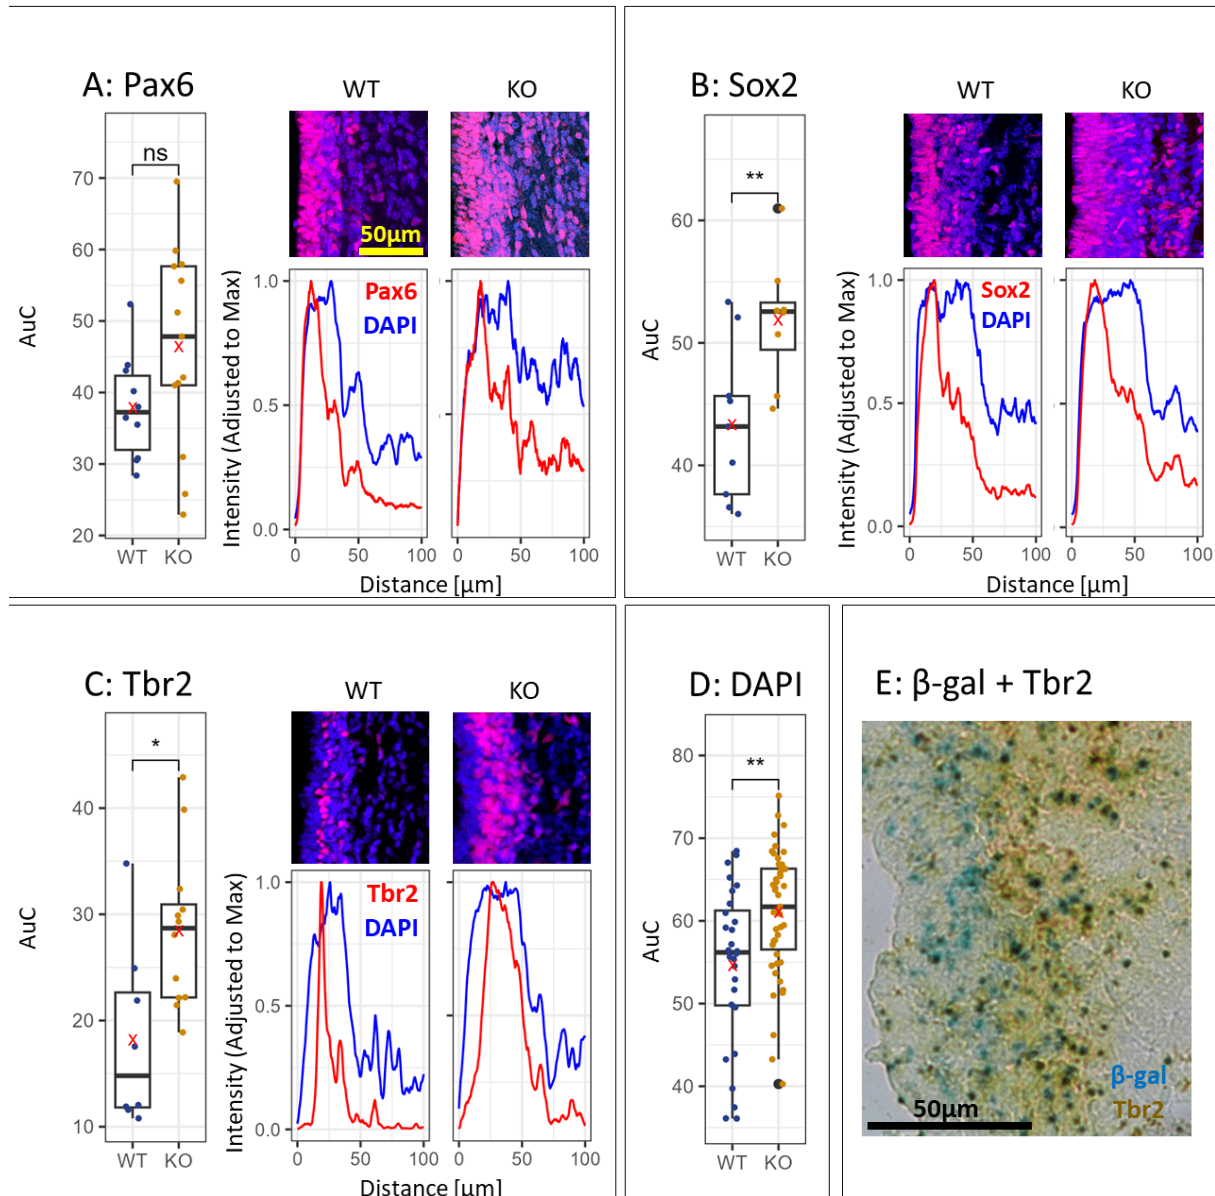 A: Pax6
WT
KO
ns
50µm
AuC
70
60
50
40
30
20
WT
KO
Intensity (Adjusted to Max)
1.0
0.5
0.0
Pax6
DAPI
0
50
100
0
50
100
Distance [µm]
B: Sox2
WT
KO
**
AuC
60
50
40
WT
KO
Intensity (Adjusted to Max)
1.0
0.5
0.0
Sox2
DAPI
0
50
100
0
50
100
Distance [µm]
C: Tbr2
WT
KO
*
AuC
40
30
20
10
WT
KO
Intensity (Adjusted to Max)
1.0
0.5
0.0
Tbr2
DAPI
0
50
100
0
50
100
Distance [µm]
D: DAPI
**
AuC
80
70
60
50
40
WT
KO
E: β-gal + Tbr2
β-gal
Tbr2
50µm